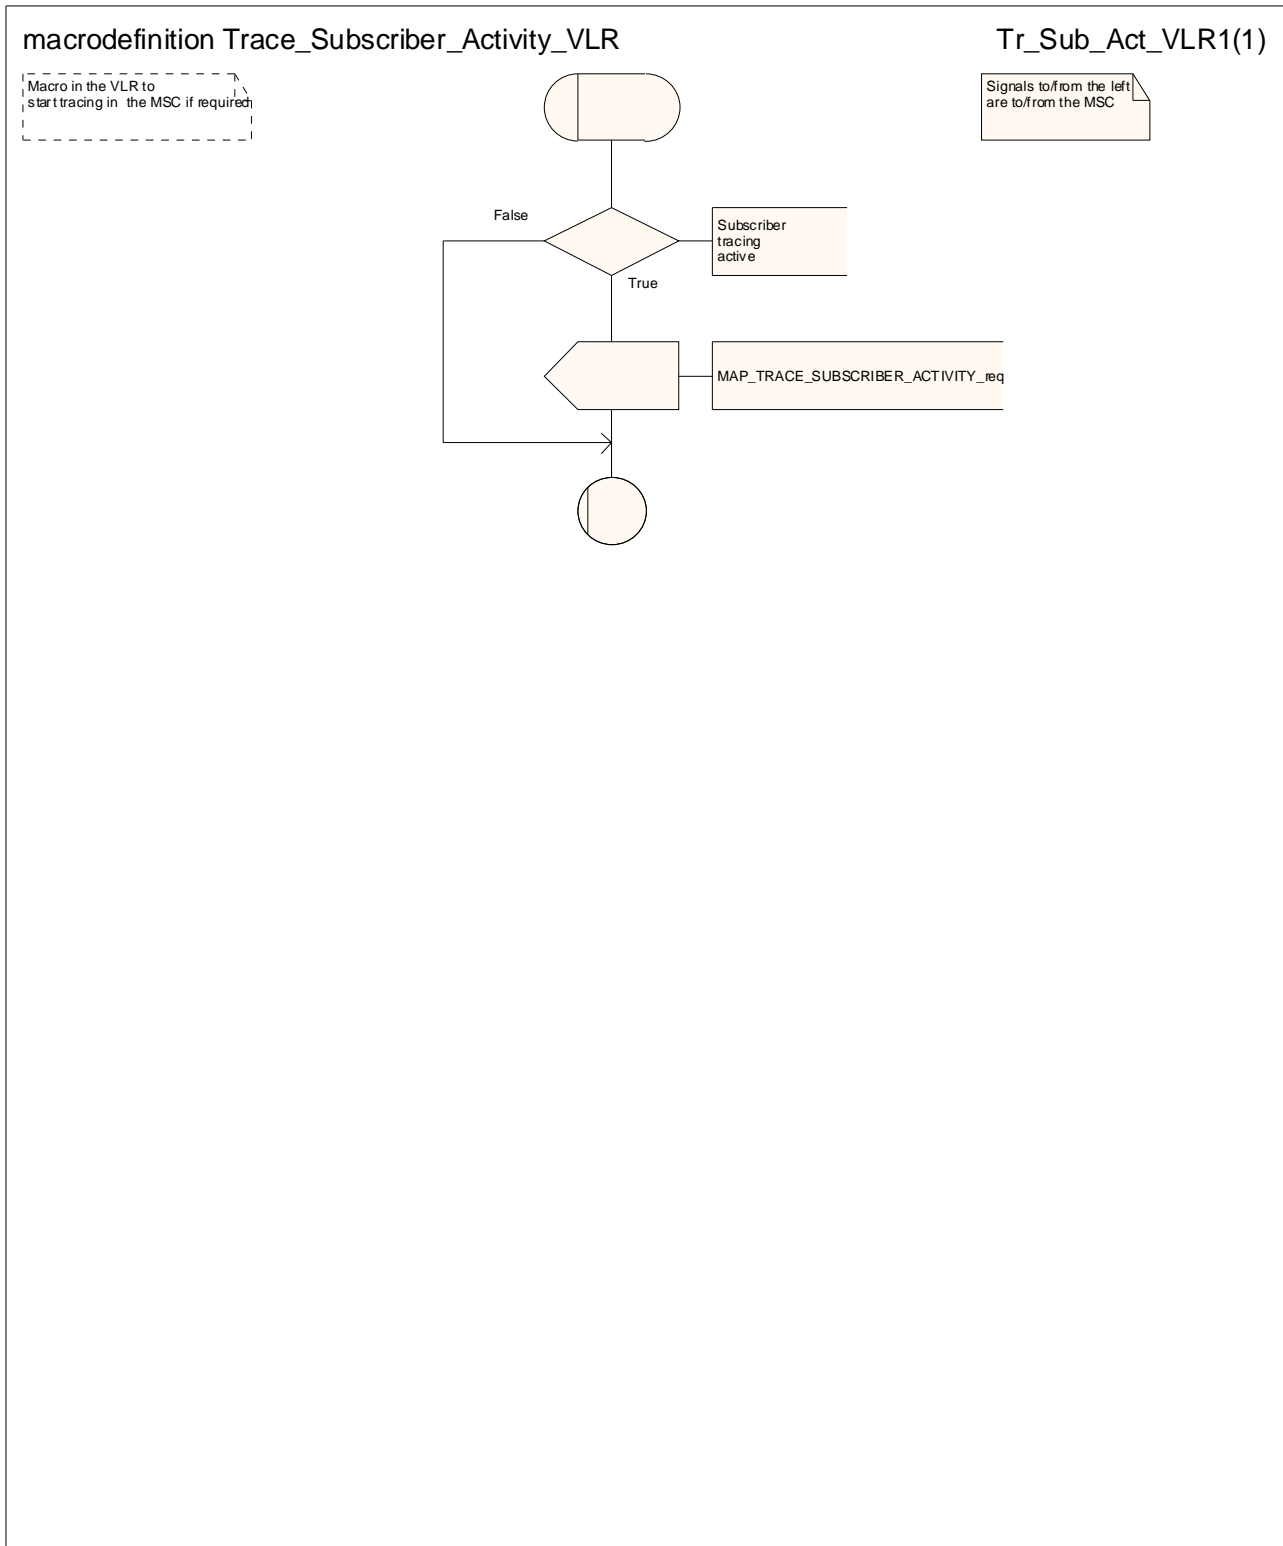 macrodefinition Trace_Subscriber_Activity_VLR
Tr_Sub_Act_VLR1(1)
Macro in the VLR to
start tracing in the MSC if required
Signals to/from the left
are to/from the MSC
False
Subscriber
tracing
active
True
MAP_TRACE_SUBSCRIBER_ACTIVITY_req